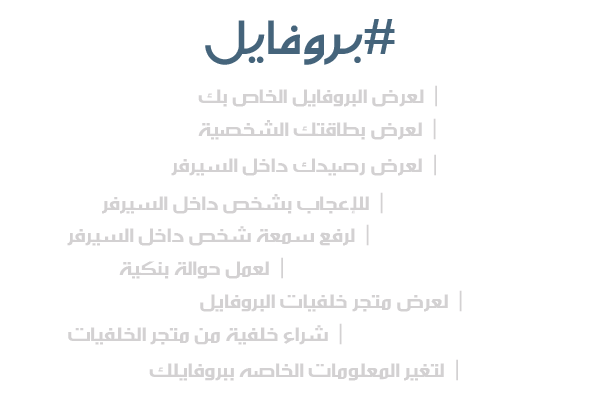 #بروفايل
| لعرض البروفايل الخاص بك
| لعرض بطاقتك الشخصية
| لعرض رصيدك داخل السيرفر
| للإعجاب بشخص داخل السيرفر
| لرفع سمعة شخص داخل السيرفر
| لعمل حوالة بنكية
| لعرض متجر خلفيات البروفايل
| شراء خلفية من متجر الخلفيات
| لتغير المعلومات الخاصه ببروفايلك